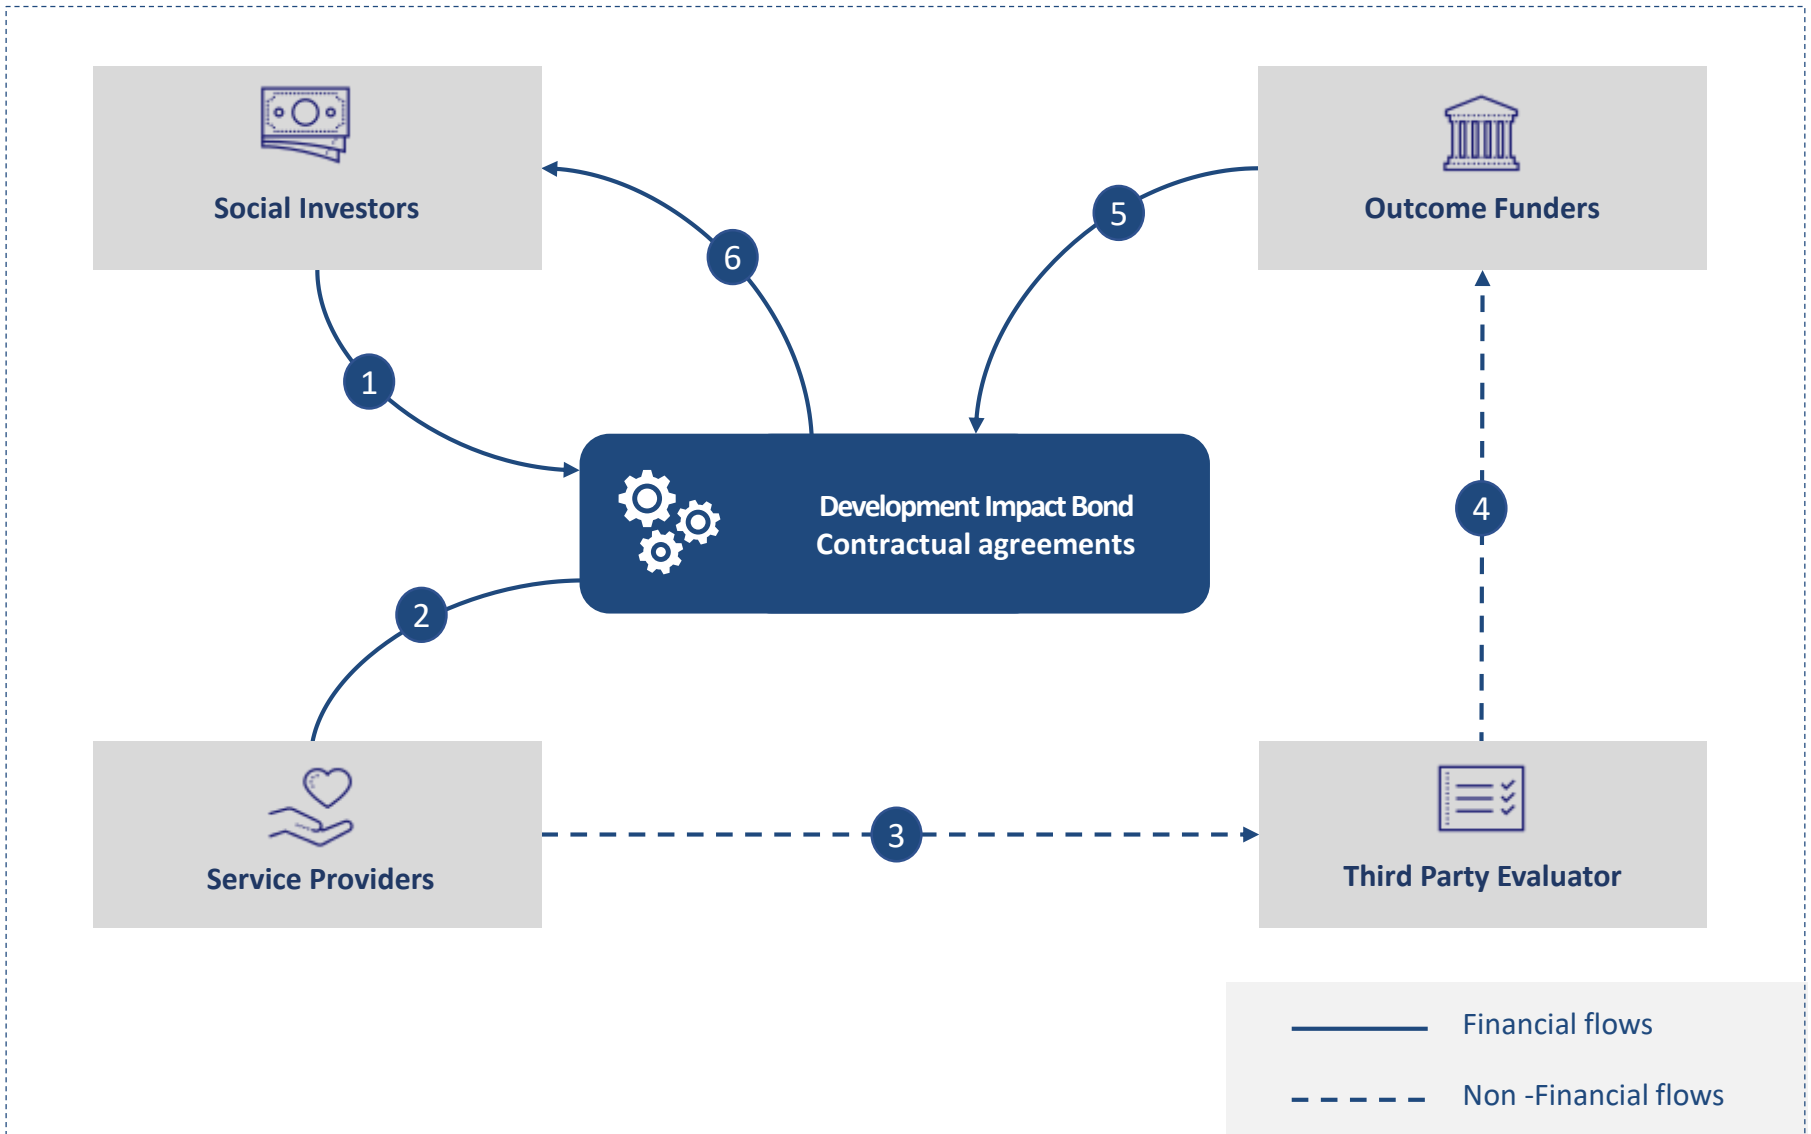 Social Investors
Outcome Funders
5
6
1
4
Development Impact Bond
Contractual agreements
2
3
Service Providers
Third Party Evaluator
Financial flows
Non -Financial flows